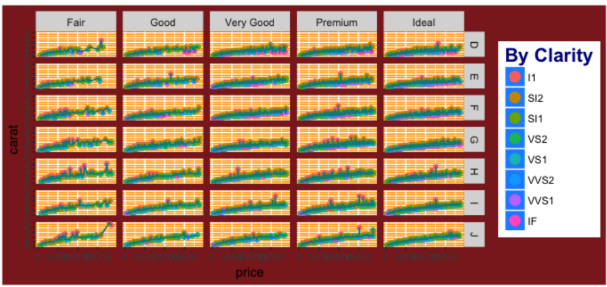 Fair Good Very Good Premium Ideal
D
E
F
G
H
I
J
carat
price
By Clarity
I1
SI2
SI1
VS2
VS1
VVS2
VVS1
IF